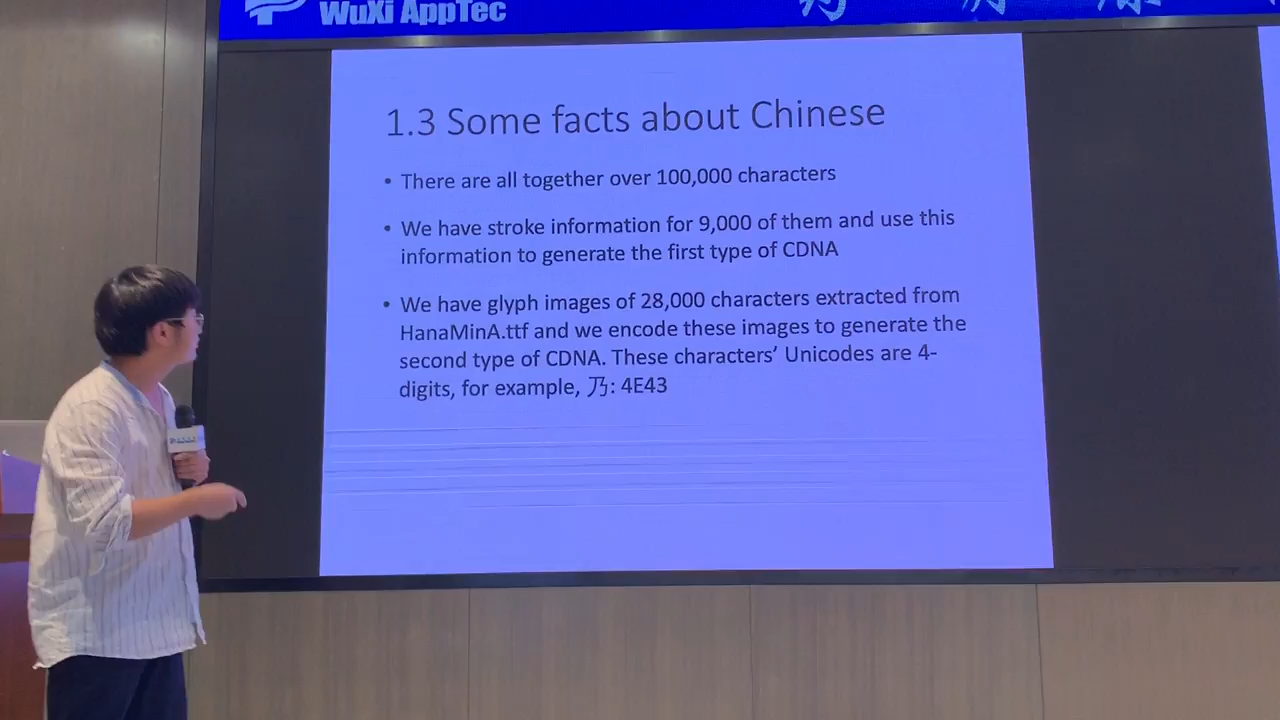 WuXi AppTec
1.3 Some facts about Chinese
• There are all together over 100,000 characters
• We have stroke information for 9,000 of them and use this
information to generate the first type of CDNA
• We have glyph images of 28,000 characters extracted from
HanaMinA.ttf and we encode these images to generate the
second type of CDNA. These characters’ Unicodes are 4-
digits, for example, 乃: 4E43